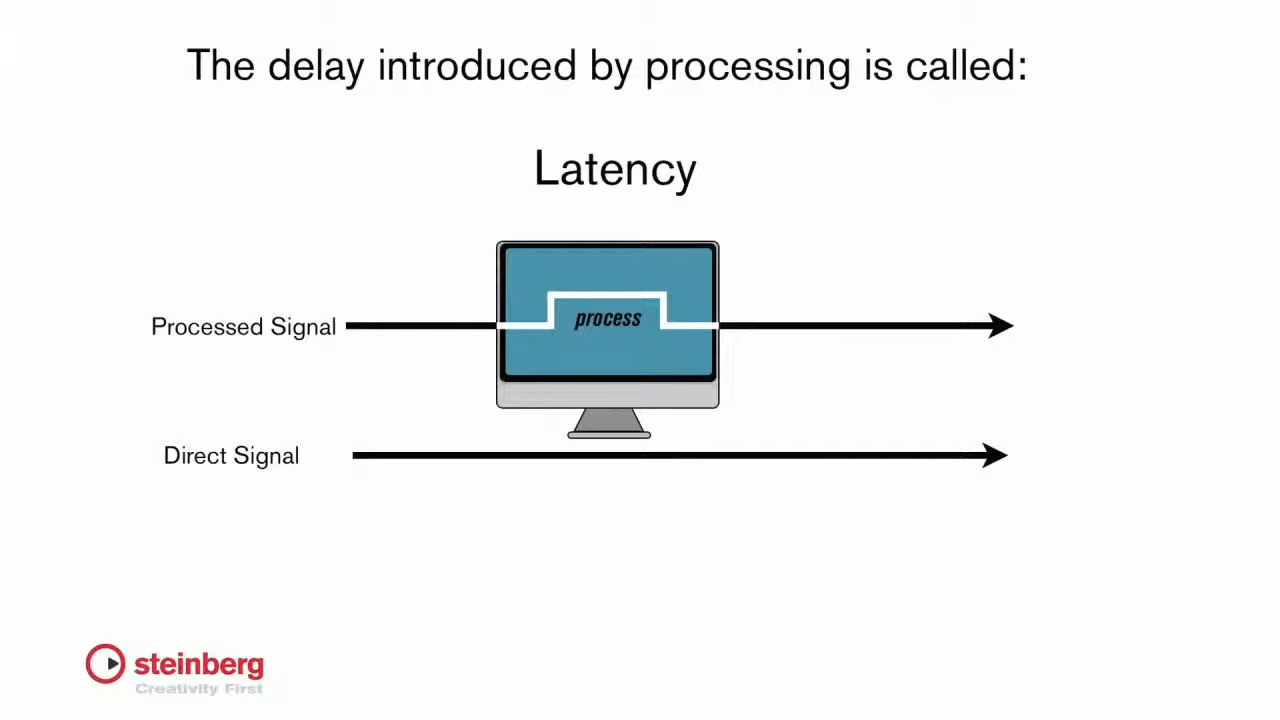 The delay introduced by processing is called:
Latency
process
Processed Signal
Direct Signal
steinberg
Creativity First